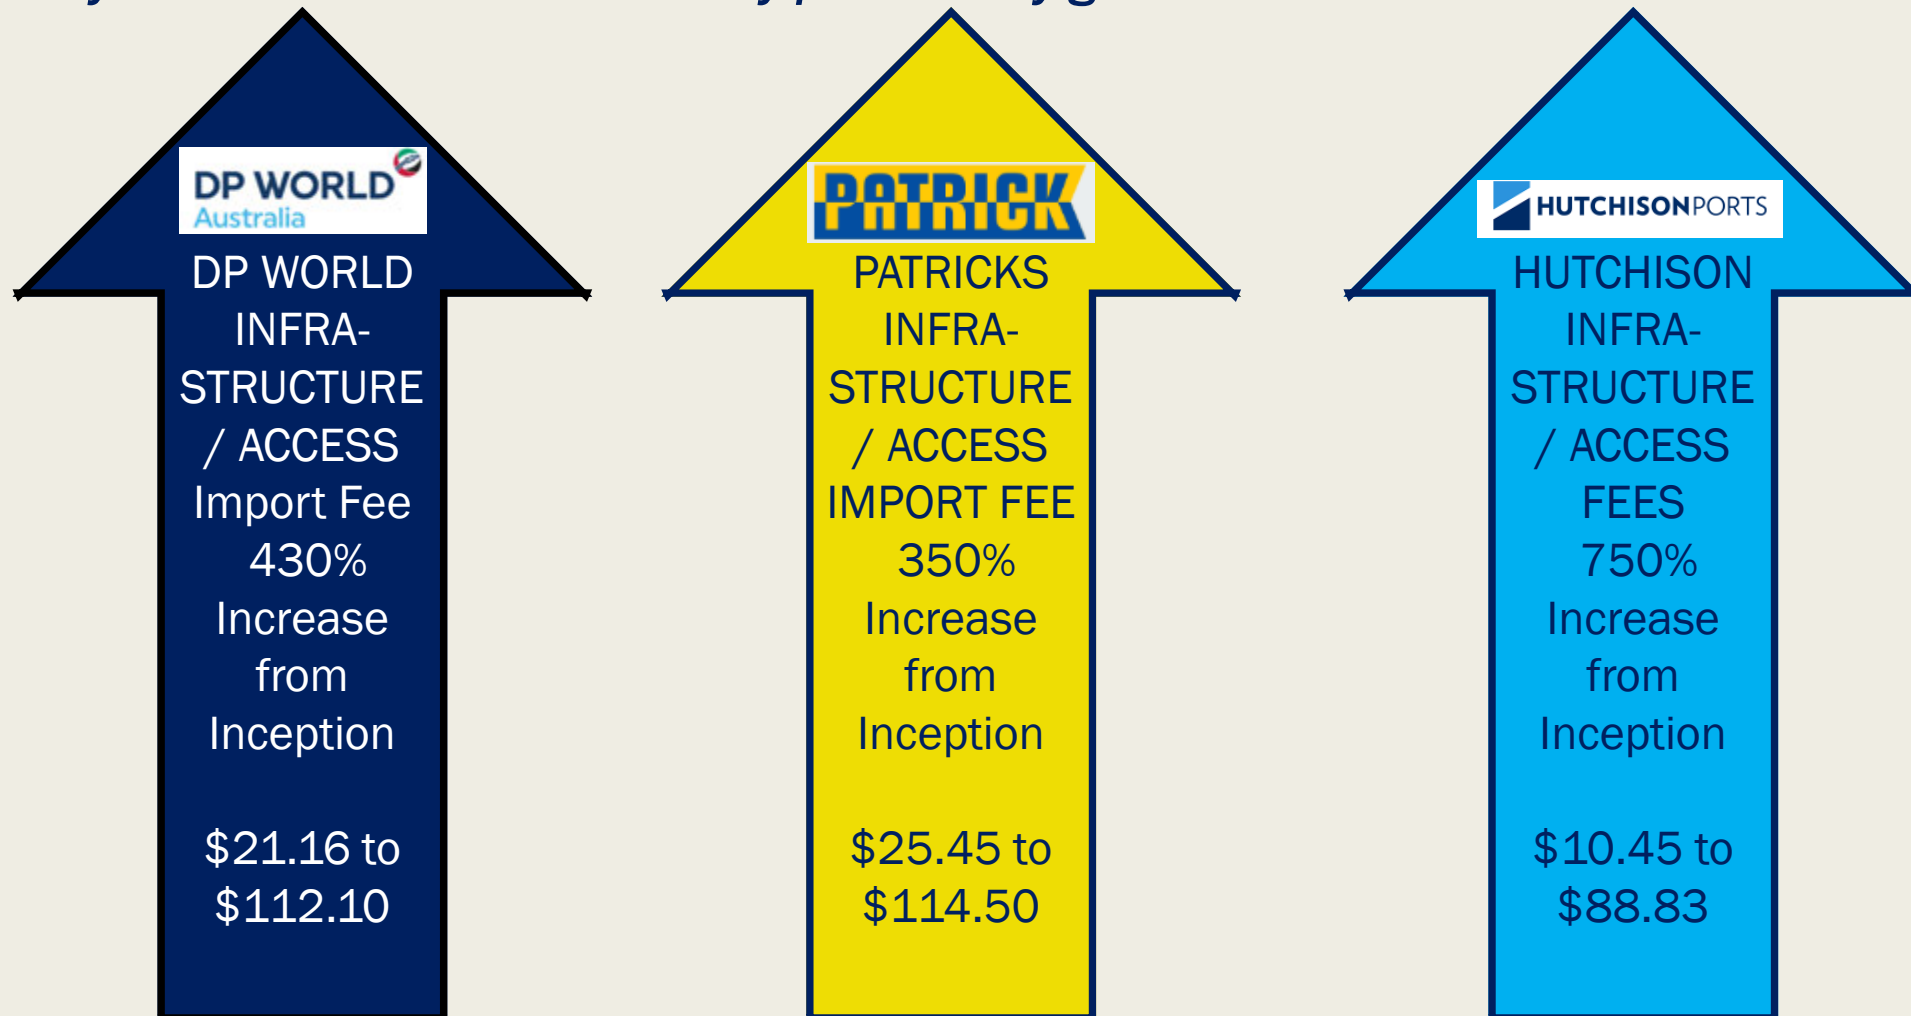 DP WORLD
Australia
DP WORLD
INFRA-
STRUCTURE
/ ACCESS
Import Fee
430%
Increase
from
Inception
$21.16 to
$112.10
PATRICK
PATRICKS
INFRA-
STRUCTURE
/ ACCESS
IMPORT FEE
350%
Increase
from
Inception
$25.45 to
$114.50
HUTCHISONPORTS
HUTCHISON
INFRA-
STRUCTURE
/ ACCESS
FEES
750%
Increase
from
Inception
$10.45 to
$88.83